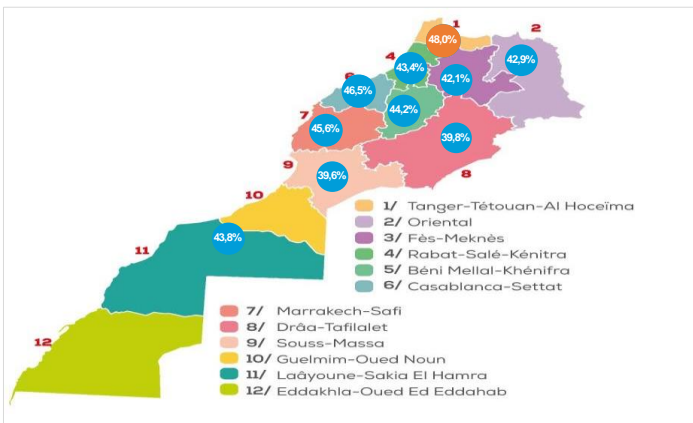 1
2
48,0%
42,9%
4
43,4%
42,1%
6
46,5%
44,2%
7
45,6%
39,8%
9
39,6%
8
10
43,8%
11
12
1/ Tanger-Tétouan-Al Hoceïma
2/ Oriental
3/ Fès-Meknès
4/ Rabat-Salé-Kénitra
5/ Béni Mellal-Khénifra
6/ Casablanca-Settat
7/ Marrakech-Safi
8/ Drâa-Tafilalet
9/ Souss-Massa
10/ Guelmim-Oued Noun
11/ Laâyoune-Sakia El Hamra
12/ Eddakhla-Oued Ed Eddahab